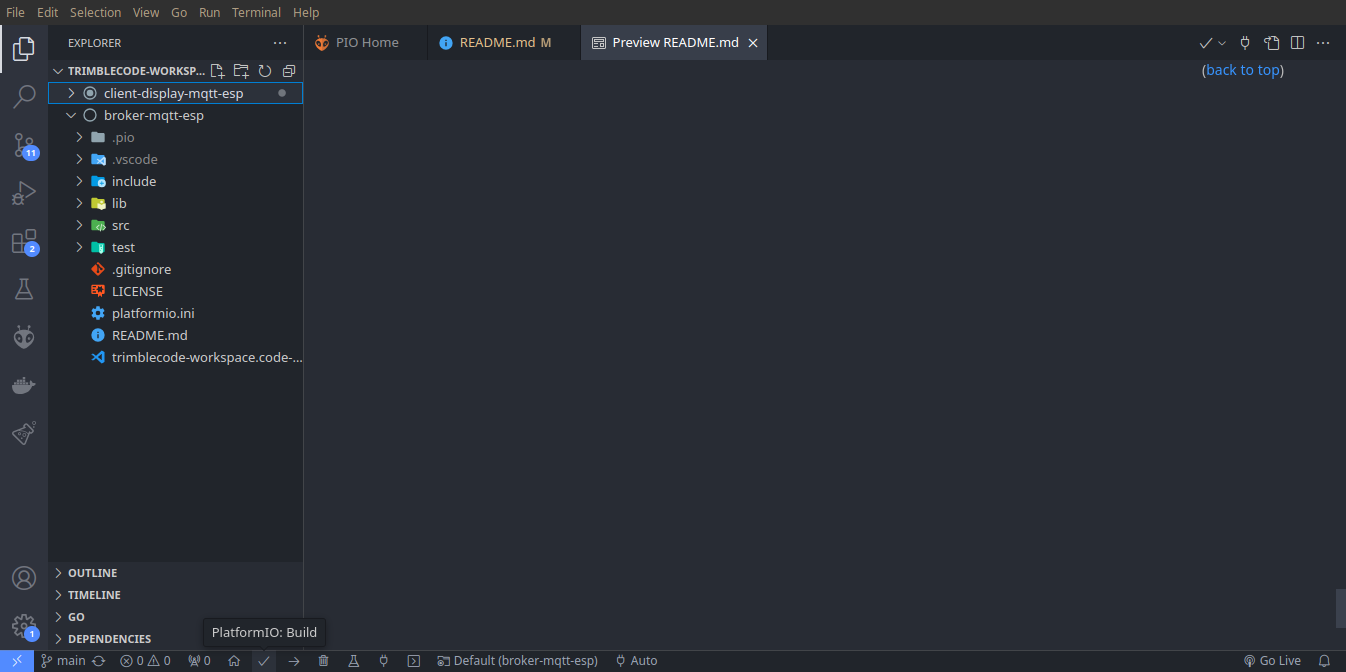 File Edit Selection View Go Run Terminal Help
EXPLORER
PIO Home
README.md M
Preview README.md
TRIMBLECODE-WORKSP...
(back to top)
client-display-mqtt-esp
broker-mqtt-esp
.pio
11
.vscode
include
lib
src
2
test
.gitignore
LICENSE
platformio.ini
README.md
trimblecode-workspace.code-...
OUTLINE
TIMELINE
GO
1
PlatformIO: Build
DEPENDENCIES
main 0 0 0 Default (broker-mqtt-esp) Auto Go Live